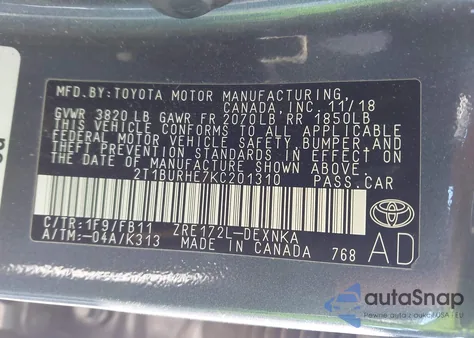 MFD.BY:TOYOTA MOTOR MANUFACTURING,
CANADA, INC. 11/18
GVWR 3820 LB GAWR FR 2070LB RR 1850LB
THIS VEHICLE CONFORMS TO ALL APPLICABLE
FEDERAL MOTOR VEHICLE SAFETY, BUMPER, AND
THEFT PREVENTION STANDARDS IN EFFECT ON
THE DATE OF MANUFACTURE SHOWN ABOVE.
2T1BURHE7KC201310 PASS.CAR
C/TR:1F9/FB11 ZRE172L-DEXNKA
A/TM:-04A/K313 MADE IN CANADA 768
TOYOTA
AD
autoSnap